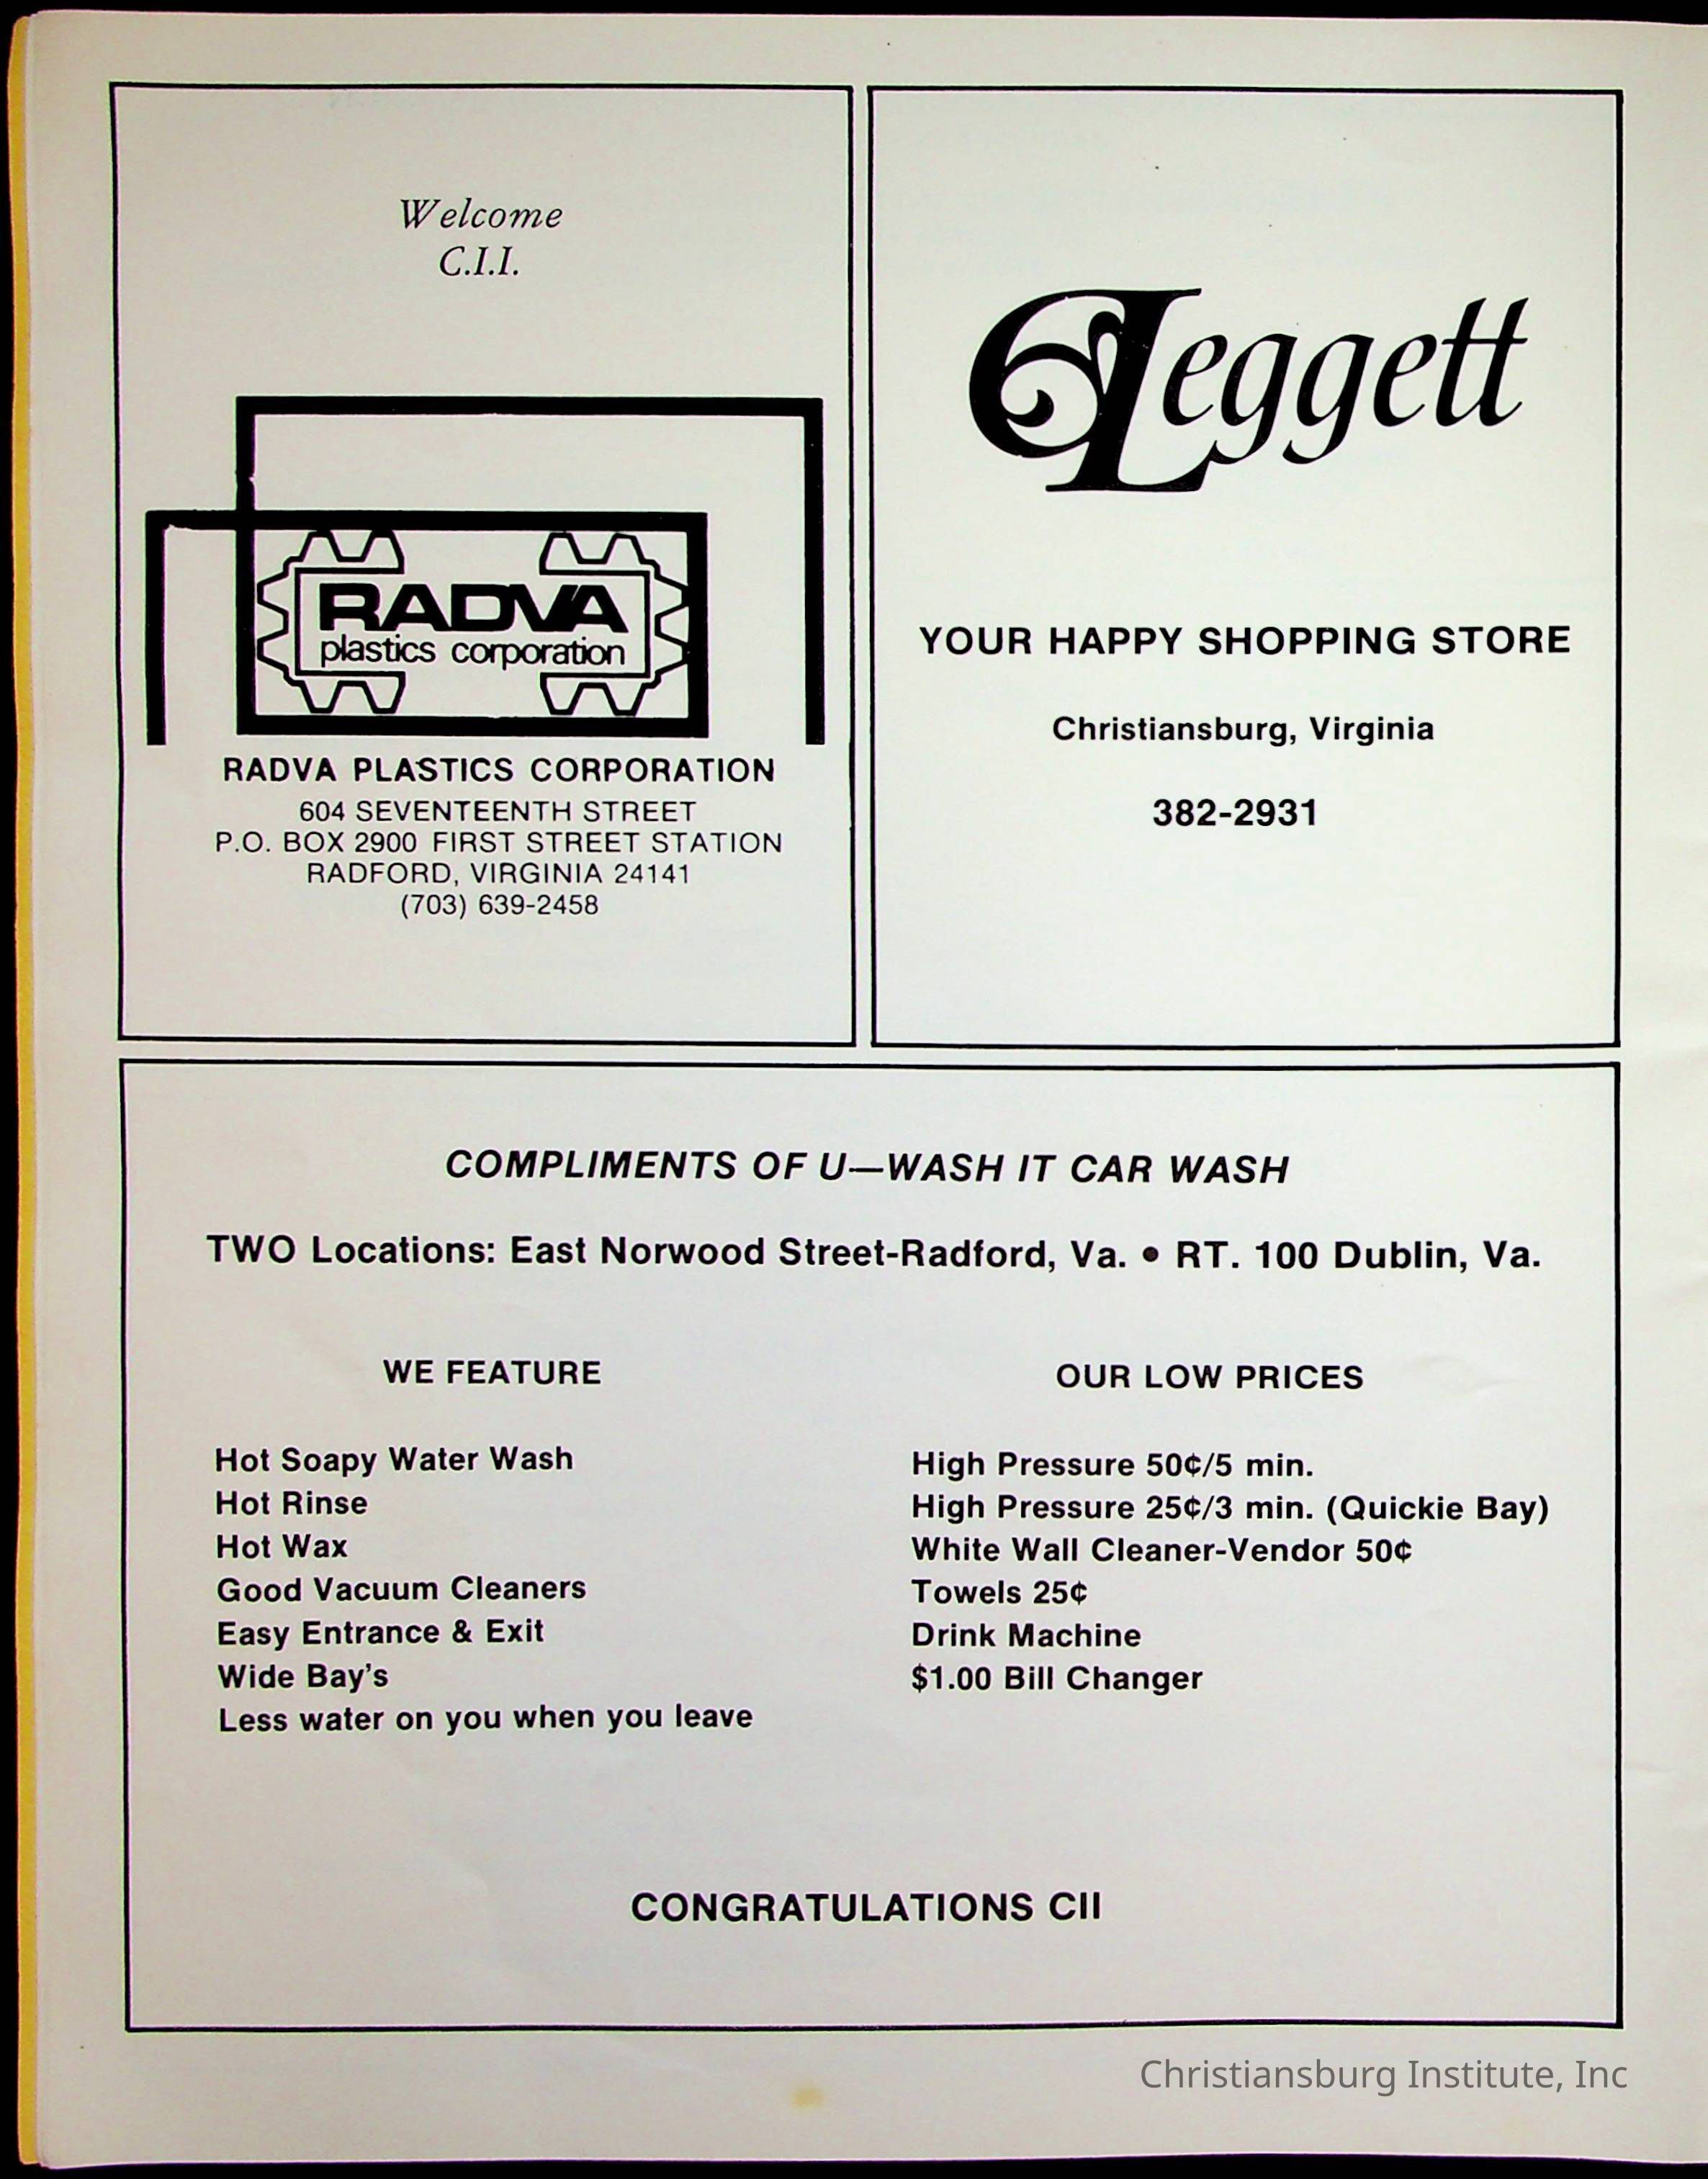 Welcome
C.I.I.
RADVA
plastics corporation
RADVA PLASTICS CORPORATION
604 SEVENTEENTH STREET
P.O. BOX 2900 FIRST STREET STATION
RADFORD, VIRGINIA 24141
(703) 639-2458
Leggett
YOUR HAPPY SHOPPING STORE
Christiansburg, Virginia
382-2931
COMPLIMENTS OF U—WASH IT CAR WASH
TWO Locations: East Norwood Street-Radford, Va. • RT. 100 Dublin, Va.
WE FEATURE
Hot Soapy Water Wash
Hot Rinse
Hot Wax
Good Vacuum Cleaners
Easy Entrance & Exit
Wide Bay's
Less water on you when you leave
OUR LOW PRICES
High Pressure 50¢/5 min.
High Pressure 25¢/3 min. (Quickie Bay)
White Wall Cleaner-Vendor 50¢
Towels 25¢
Drink Machine
$1.00 Bill Changer
CONGRATULATIONS CII
Christiansburg Institute, Inc